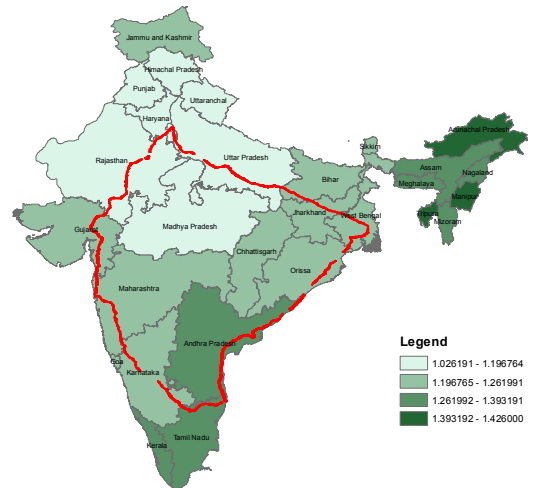 Jammu and Kashmir
Himachal Pradesh
Punjab
Uttaranchal
Haryana
Arunachal Pradesh
Sikkim
Rajasthan
Uttar Pradesh
Assam
Nagaland
Bihar
Meghalaya
Manipur
Jharkhand
West Bengal
Tripura
Mizoram
Gujarat
Madhya Pradesh
Chhattisgarh
Orissa
Maharashtra
Andhra Pradesh
Goa
Karnataka
Tamil Nadu
Kerala
Legend
1.026191 - 1.196764
1.196765 - 1.261991
1.261992 - 1.393191
1.393192 - 1.426000